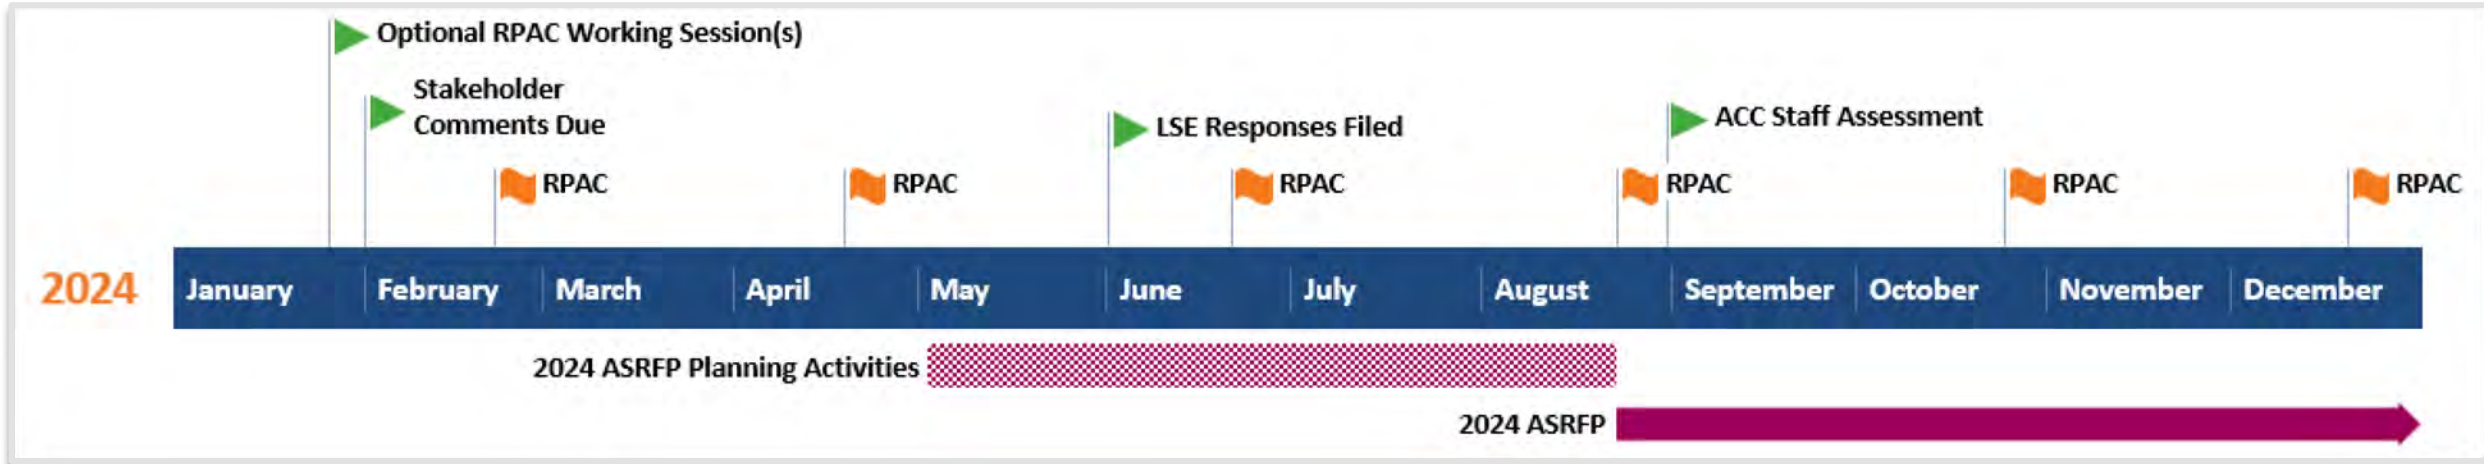 Optional RPAC Working Session(s)
Stakeholder
Comments Due
LSE Responses Filed
ACC Staff Assessment
RPAC
RPAC
RPAC
RPAC
RPAC
RPAC
2024
January
February
March
April
May
June
July
August
September
October
November
December
2024 ASRFP Planning Activities
2024 ASRFP